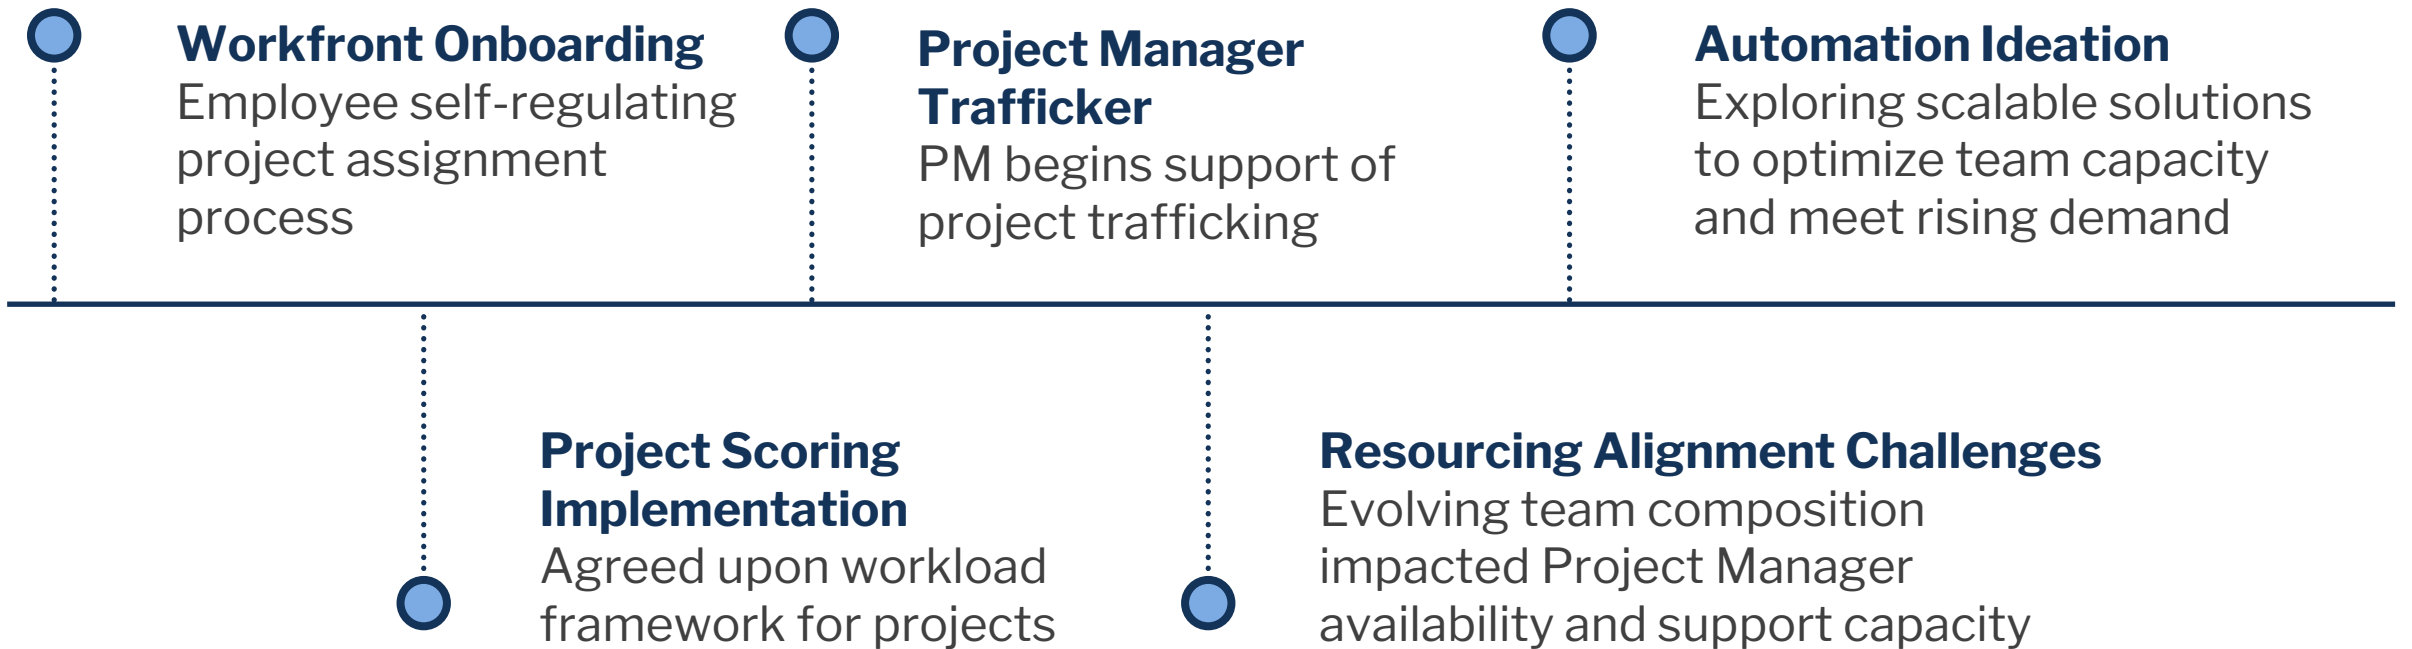 Workfront Onboarding
Employee self-regulating
project assignment
process
Project Scoring
Implementation
Agreed upon workload
framework for projects
Project Manager
Trafficker
PM begins support of
project trafficking
Resourcing Alignment Challenges
Evolving team composition
impacted Project Manager
availability and support capacity
Automation Ideation
Exploring scalable solutions
to optimize team capacity
and meet rising demand